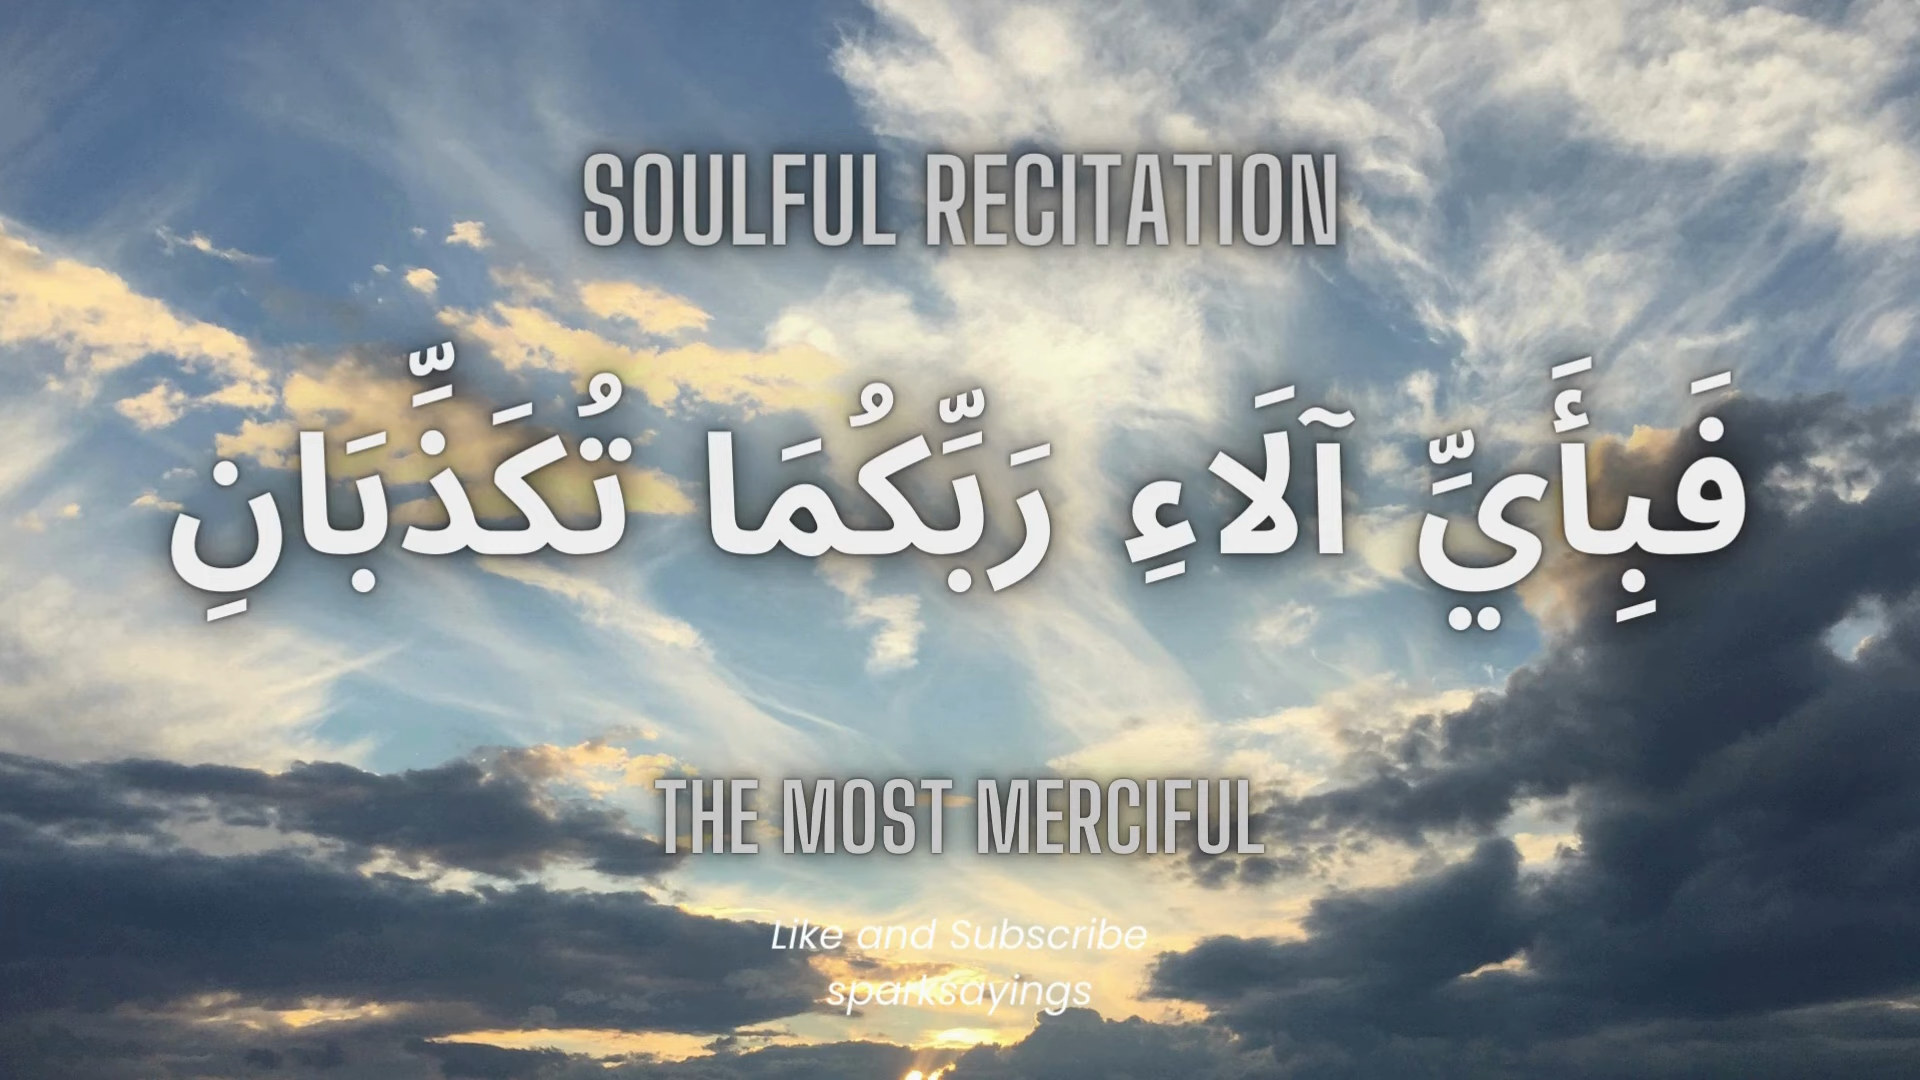 SOULFUL RECITATION
فَبِأَيِّ آلَاءِ رَبِّكُمَا تُكَذِّبَانِ
THE MOST MERCIFUL
Like and Subscribe
sparksayings